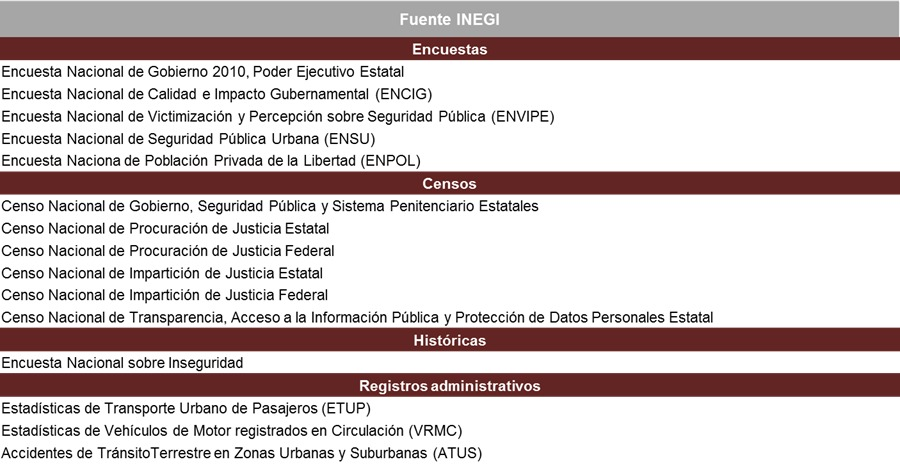 Fuente INEGI
Encuestas
Encuesta Nacional de Gobierno 2010, Poder Ejecutivo Estatal
Encuesta Nacional de Calidad e Impacto Gubernamental (ENCIG)
Encuesta Nacional de Victimización y Percepción sobre Seguridad Pública (ENVIPE)
Encuesta Nacional de Seguridad Pública Urbana (ENSU)
Encuesta Naciona de Población Privada de la Libertad (ENPOL)
Censos
Censo Nacional de Gobierno, Seguridad Pública y Sistema Penitenciario Estatales
Censo Nacional de Procuración de Justicia Estatal
Censo Nacional de Procuración de Justicia Federal
Censo Nacional de Impartición de Justicia Estatal
Censo Nacional de Impartición de Justicia Federal
Censo Nacional de Transparencia, Acceso a la Información Pública y Protección de Datos Personales Estatal
Históricas
Encuesta Nacional sobre Inseguridad
Registros administrativos
Estadísticas de Transporte Urbano de Pasajeros (ETUP)
Estadísticas de Vehículos de Motor registrados en Circulación (VRMC)
Accidentes de TránsitoTerrestre en Zonas Urbanas y Suburbanas (ATUS)